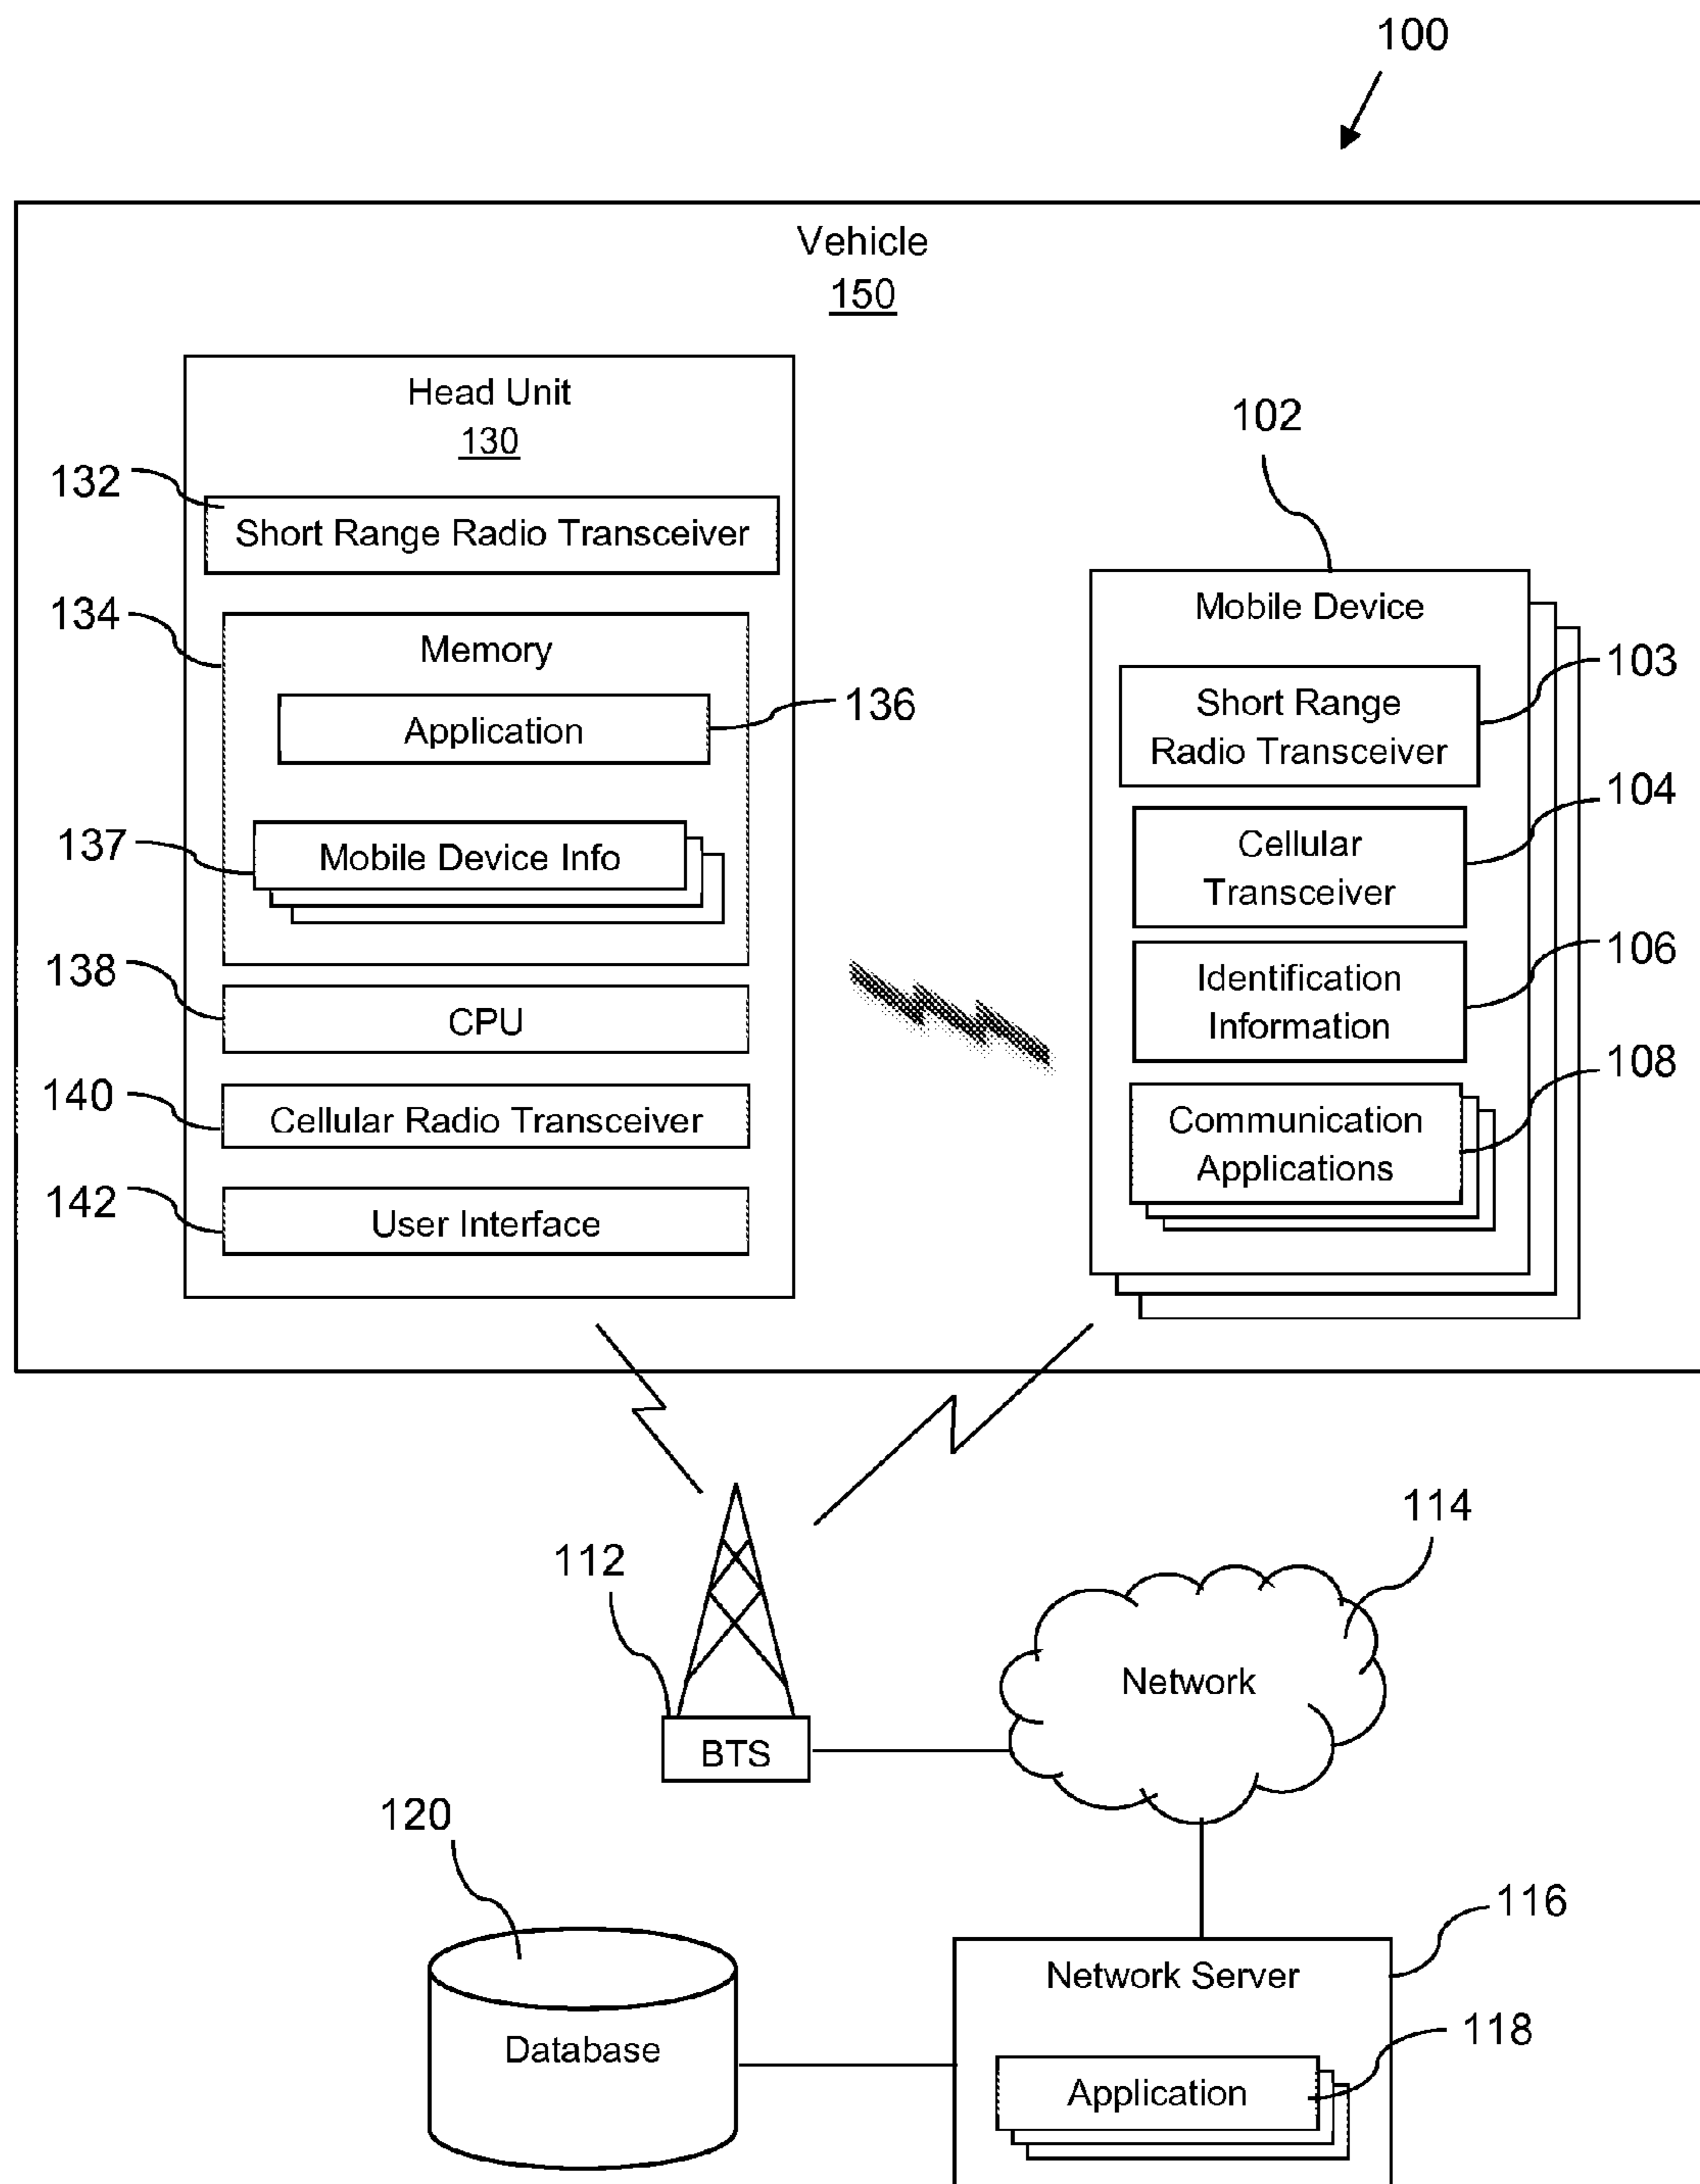 100
Vehicle
150
Head Unit
130
132
Short Range Radio Transceiver
134
Memory
Application
136
137
Mobile Device Info
138
CPU
140
Cellular Radio Transceiver
142
User Interface
102
Mobile Device
103
Short Range
Radio Transceiver
104
Cellular
Transceiver
106
Identification
Information
108
Communication
Applications
112
BTS
114
Network
120
Database
116
Network Server
118
Application